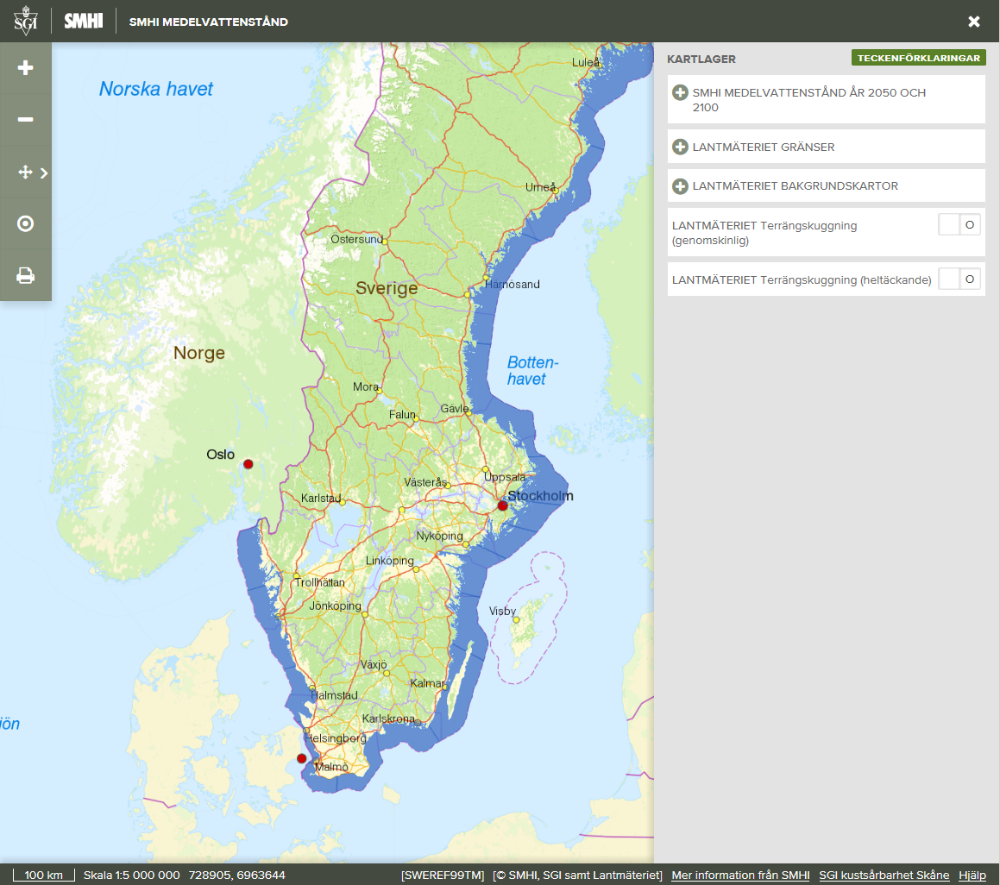 SGI
SMHI
SMHI MEDELVATTENSTÅND
KARTLAGER
TECKENFÖRKLARINGAR
SMHI MEDELVATTENSTÅND ÅR 2050 OCH
2100
LANTMÄTERIET GRÄNSER
LANTMÄTERIET BAKGRUNDSKARTOR
LANTMÄTERIET Terrängskuggning
(genomskinlig)
O
LANTMÄTERIET Terrängskuggning (heltäckande)
O
Luleå
Norska havet
Umeå
Östersund
Härnösand
Sverige
Norge
Botten-
havet
Mora
Gävle
Falun
Oslo
Uppsala
Västerås
Stockholm
Karlstad
Nyköping
Linköping
Trollhättan
Jönköping
Visby
Växjö
Kalmar
Halmstad
Karlskrona
jön
Helsingborg
Malmö
100 km
Skala 1:5 000 000
728905, 6963644
[SWEREF99TM]
[© SMHI, SGI samt Lantmäteriet]
Mer information från SMHI
SGI kustsårbarhet Skåne
Hjälp